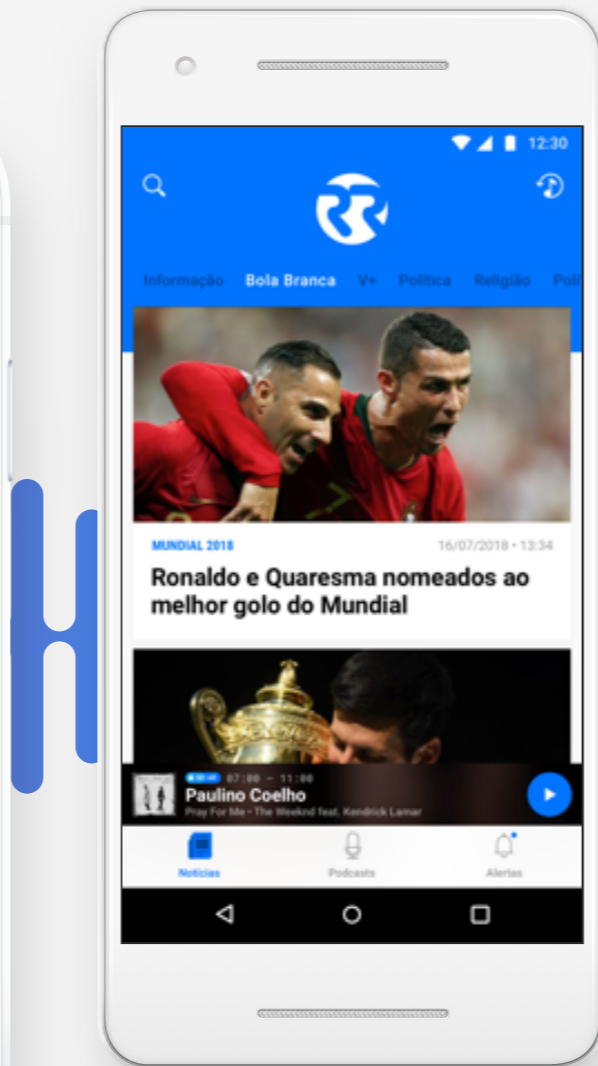 12:30
Informação Bola Branca V+ Política Religião Polí
MUNDIAL 2018 16/07/2018 • 13:34
Ronaldo e Quaresma nomeados ao
melhor golo do Mundial
07:00 – 11:00
Paulino Coelho
Pray For Me • The Weeknd feat. Kendrick Lamar
Notícias Podcasts Alertas